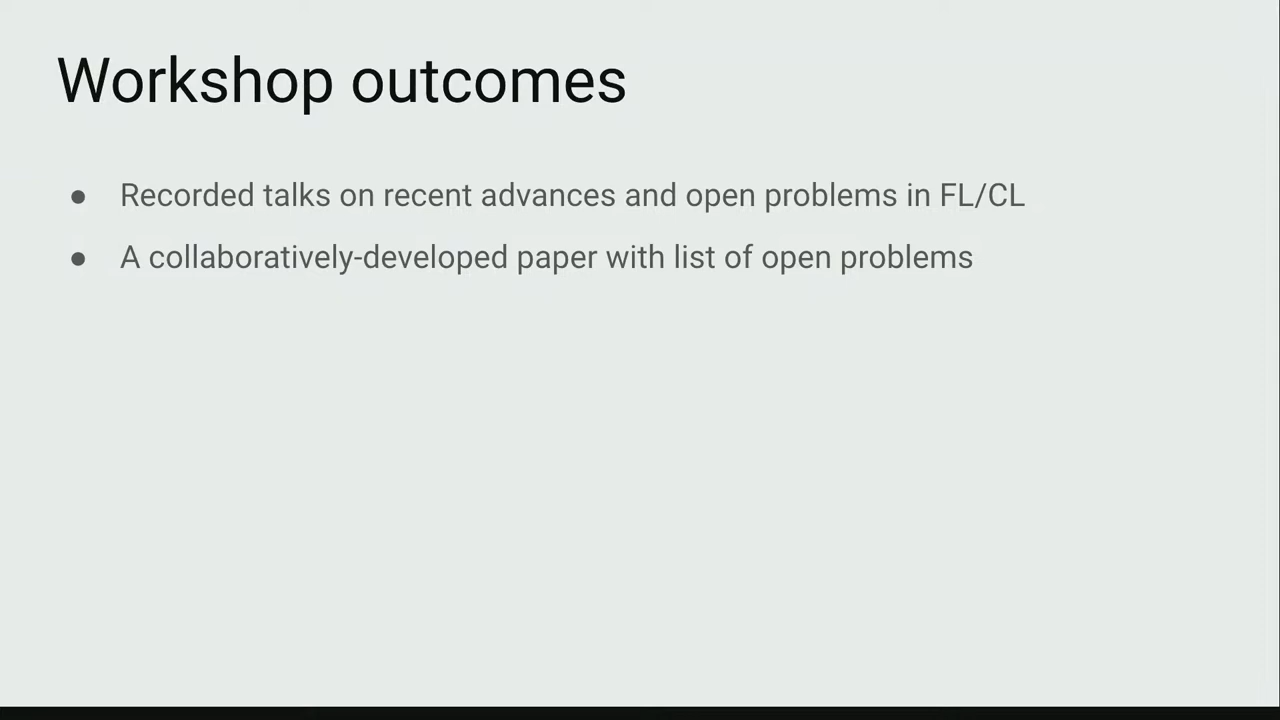 Workshop outcomes
● Recorded talks on recent advances and open problems in FL/CL
● A collaboratively-developed paper with list of open problems